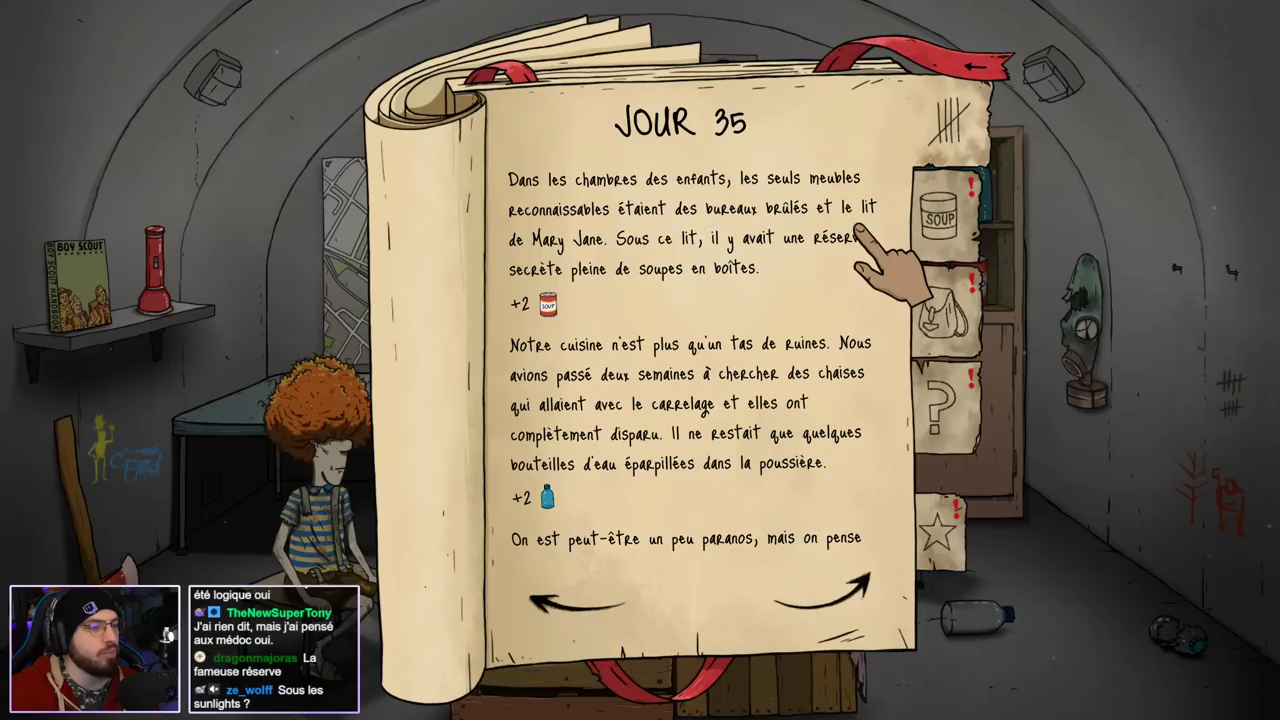 JOUR 35
Dans les chambres des enfants, les seuls meubles
reconnaissables étaient des bureaux brûlés et le lit
de Mary Jane. Sous ce lit, il y avait une réser
secrète pleine de soupes en boîtes.
+2 SOUP
Notre cuisine n'est plus qu'un tas de ruines. Nous
avions passé deux semaines à chercher des chaises
qui allaient avec le carrelage et elles ont
complètement disparu. Il ne restait que quelques
bouteilles d'eau éparpillées dans la poussière.
+2
On est peut-être un peu paranos, mais on pense
SOUP
!
!
?
!
!
BOY SCOUT
BOY SCOUT HANDBOOK
été logique oui
TheNewSuperTony
J'ai rien dit, mais j'ai pensé
aux médoc oui.
dragonmajoras La
fameuse réserve
ze_wolff Sous les
sunlights ?